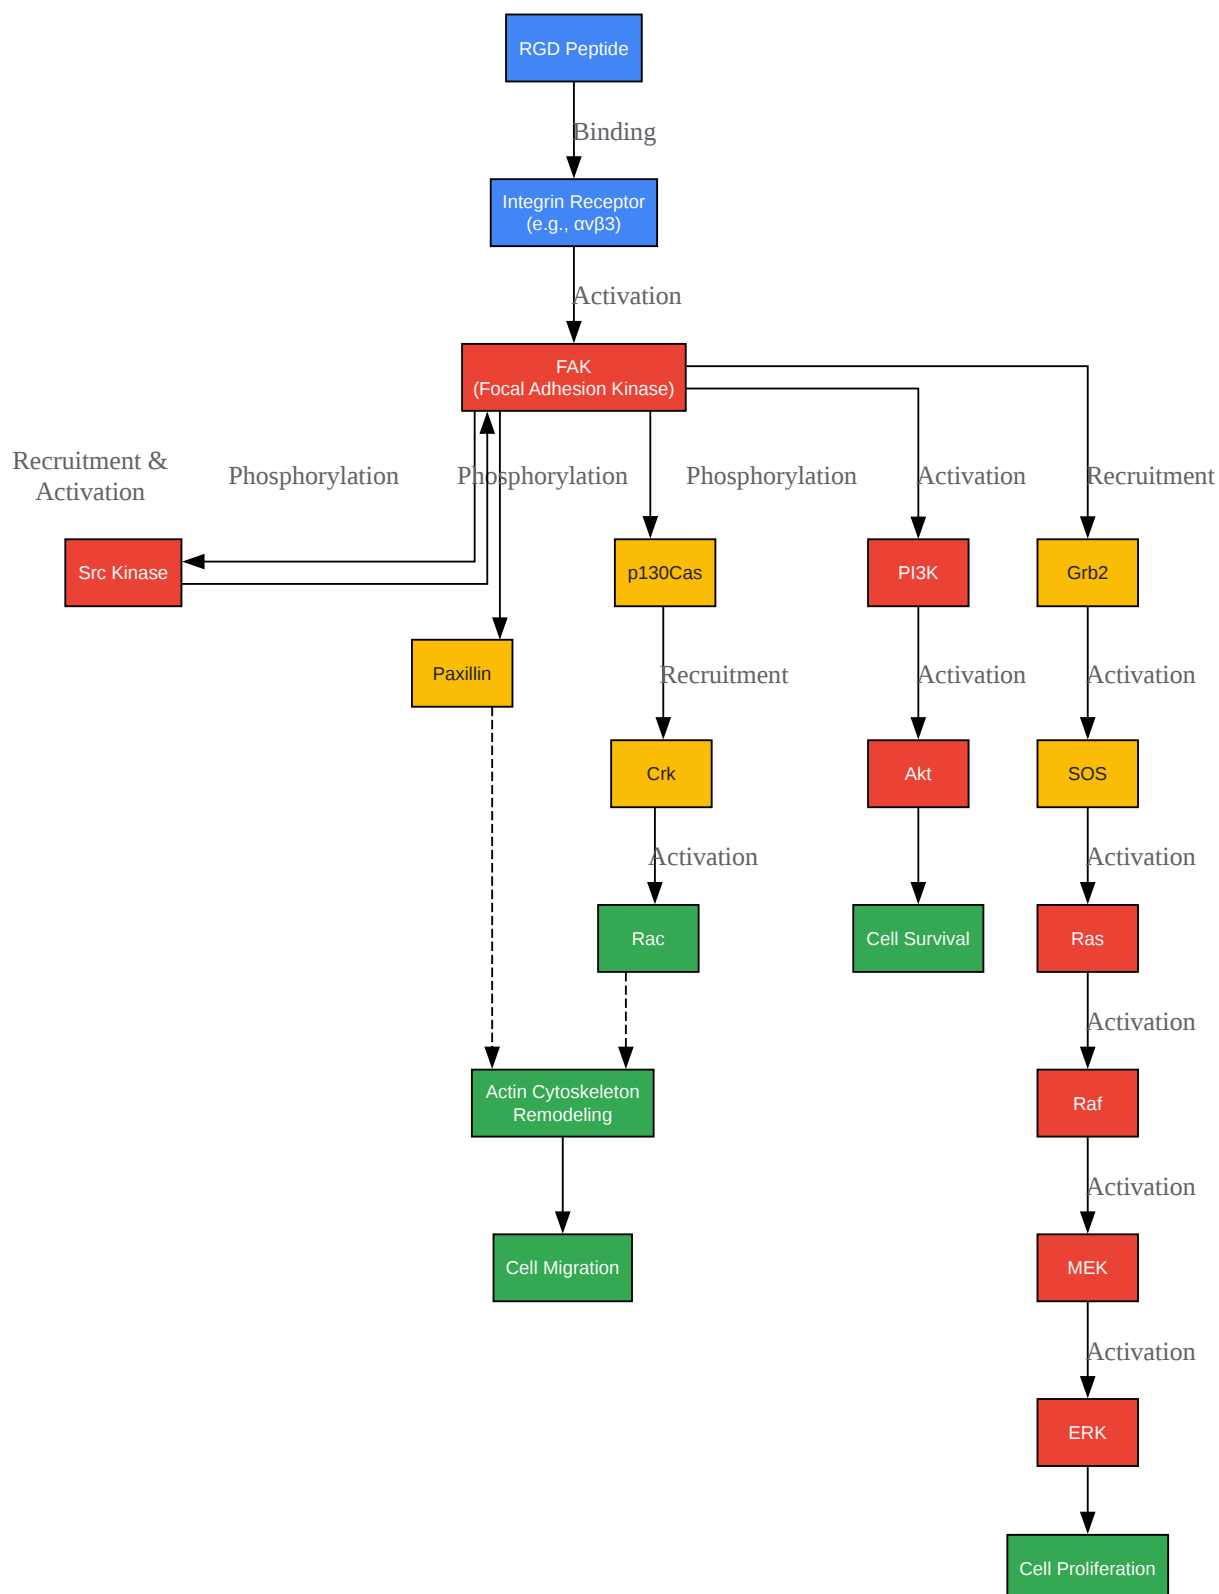 RGD Peptide
Binding
Integrin Receptor
(e.g., αvβ3)
Activation
FAK
(Focal Adhesion Kinase)
Recruitment &
Activation
Phosphorylation
Phosphorylation
Phosphorylation
Activation
Recruitment
Src Kinase
p130Cas
PI3K
Grb2
Paxillin
Recruitment
Activation
Activation
Crk
Akt
SOS
Activation
Activation
Rac
Cell Survival
Ras
Activation
Actin Cytoskeleton
Remodeling
Raf
Activation
Cell Migration
MEK
Activation
ERK
Cell Proliferation